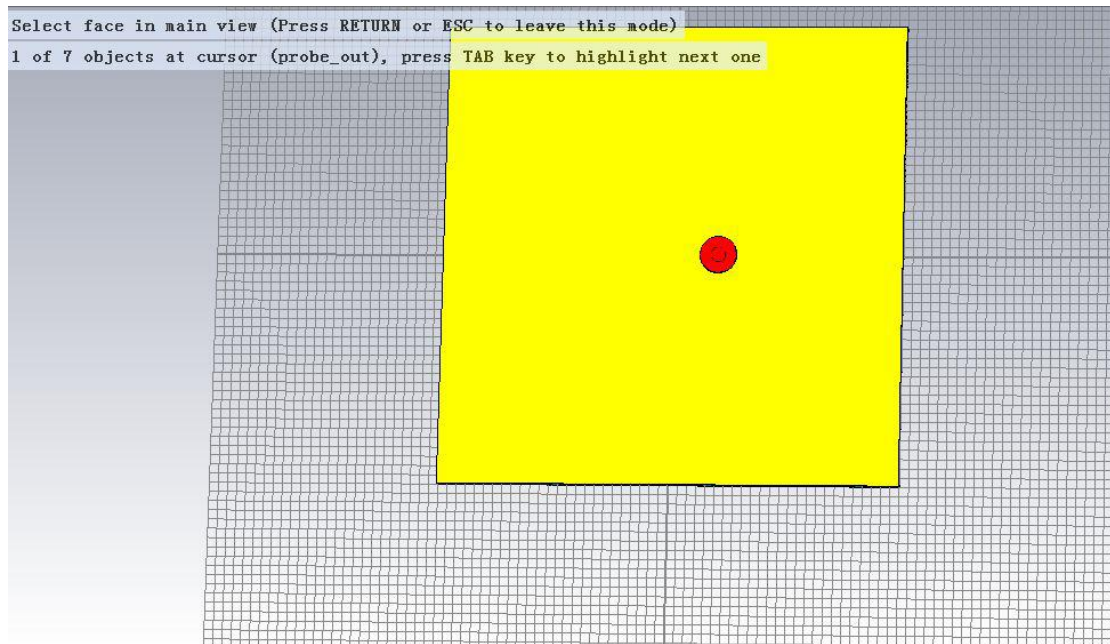 Select face in main view (Press RETURN or ESC to leave this mode)
1 of 7 objects at cursor (probe_out), press TAB key to highlight next one